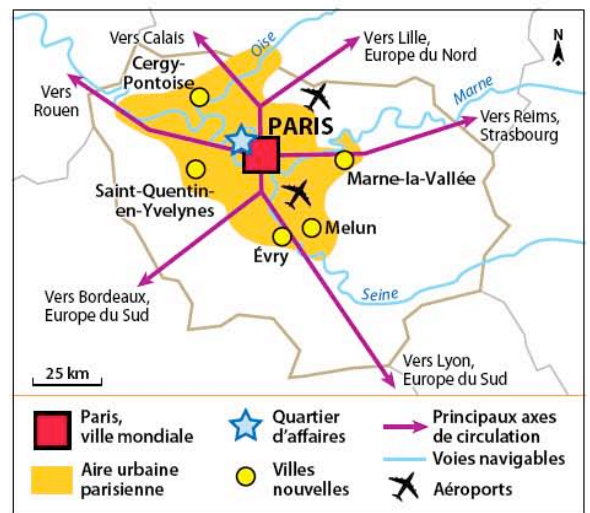 Vers Calais
Oise
Vers Lille,
Europe du Nord
N
Cergy-
Pontoise
Vers
Rouen
Marne
PARIS
Vers Reims,
Strasbourg
Marne-la-Vallée
Saint-Quentin-
en-Yvelynes
Melun
Évry
Seine
Vers Bordeaux,
Europe du Sud
Vers Lyon,
Europe du Sud
25 km
Paris,
ville mondiale
Quartier
d'affaires
Principaux axes
de circulation
Voies navigables
Aire urbaine
parisienne
Villes
nouvelles
Aéroports